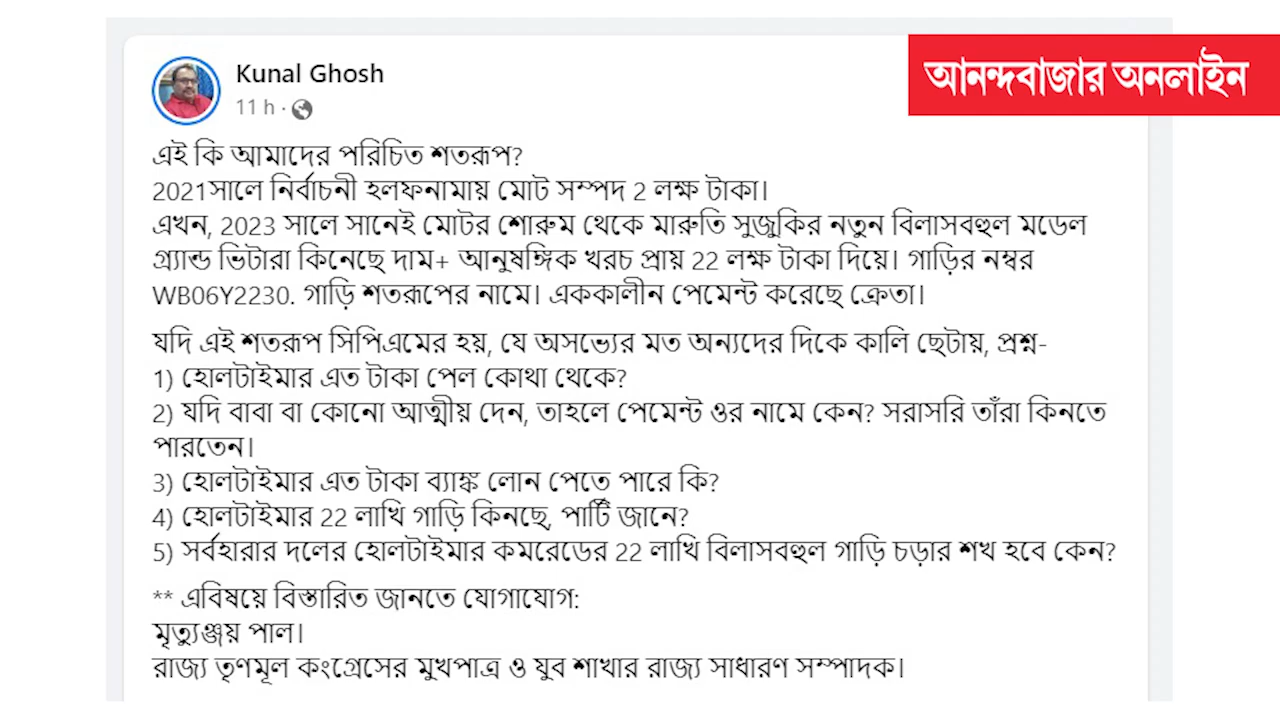 Kunal Ghosh
11 h ·
আনন্দবাজার অনলাইন
এই কি আমাদের পরিচিত শতরূপ?
2021সালে নির্বাচনী হলফনামায় মোট সম্পদ 2 লক্ষ টাকা।
এখন, 2023 সালে সানেই মোটর শোরুম থেকে মারুতি সুজুকির নতুন বিলাসবহুল মডেল
গ্র্যান্ড ভিটারা কিনেছে দাম+ আনুষঙ্গিক খরচ প্রায় 22 লক্ষ টাকা দিয়ে। গাড়ির নম্বর
WB06Y2230. গাড়ি শতরূপের নামে। এককালীন পেমেন্ট করেছে ক্রেতা।
যদি এই শতরূপ সিপিএমের হয়, যে অসভ্যের মত অন্যদের দিকে কালি ছেটায়, প্রশ্ন-
1) হোলটাইমার এত টাকা পেল কোথা থেকে?
2) যদি বাবা বা কোনো আত্মীয় দেন, তাহলে পেমেন্ট ওর নামে কেন? সরাসরি তাঁরা কিনতে
পারতেন।
3) হোলটাইমার এত টাকা ব্যাঙ্ক লোন পেতে পারে কি?
4) হোলটাইমার 22 লাখি গাড়ি কিনছে, পার্টি জানে?
5) সর্বহারার দলের হোলটাইমার কমরেডের 22 লাখি বিলাসবহুল গাড়ি চড়ার শখ হবে কেন?
** এবিষয়ে বিস্তারিত জানতে যোগাযোগ:
মৃত্যুঞ্জয় পাল।
রাজ্য তৃণমূল কংগ্রেসের মুখপাত্র ও যুব শাখার রাজ্য সাধারণ সম্পাদক।